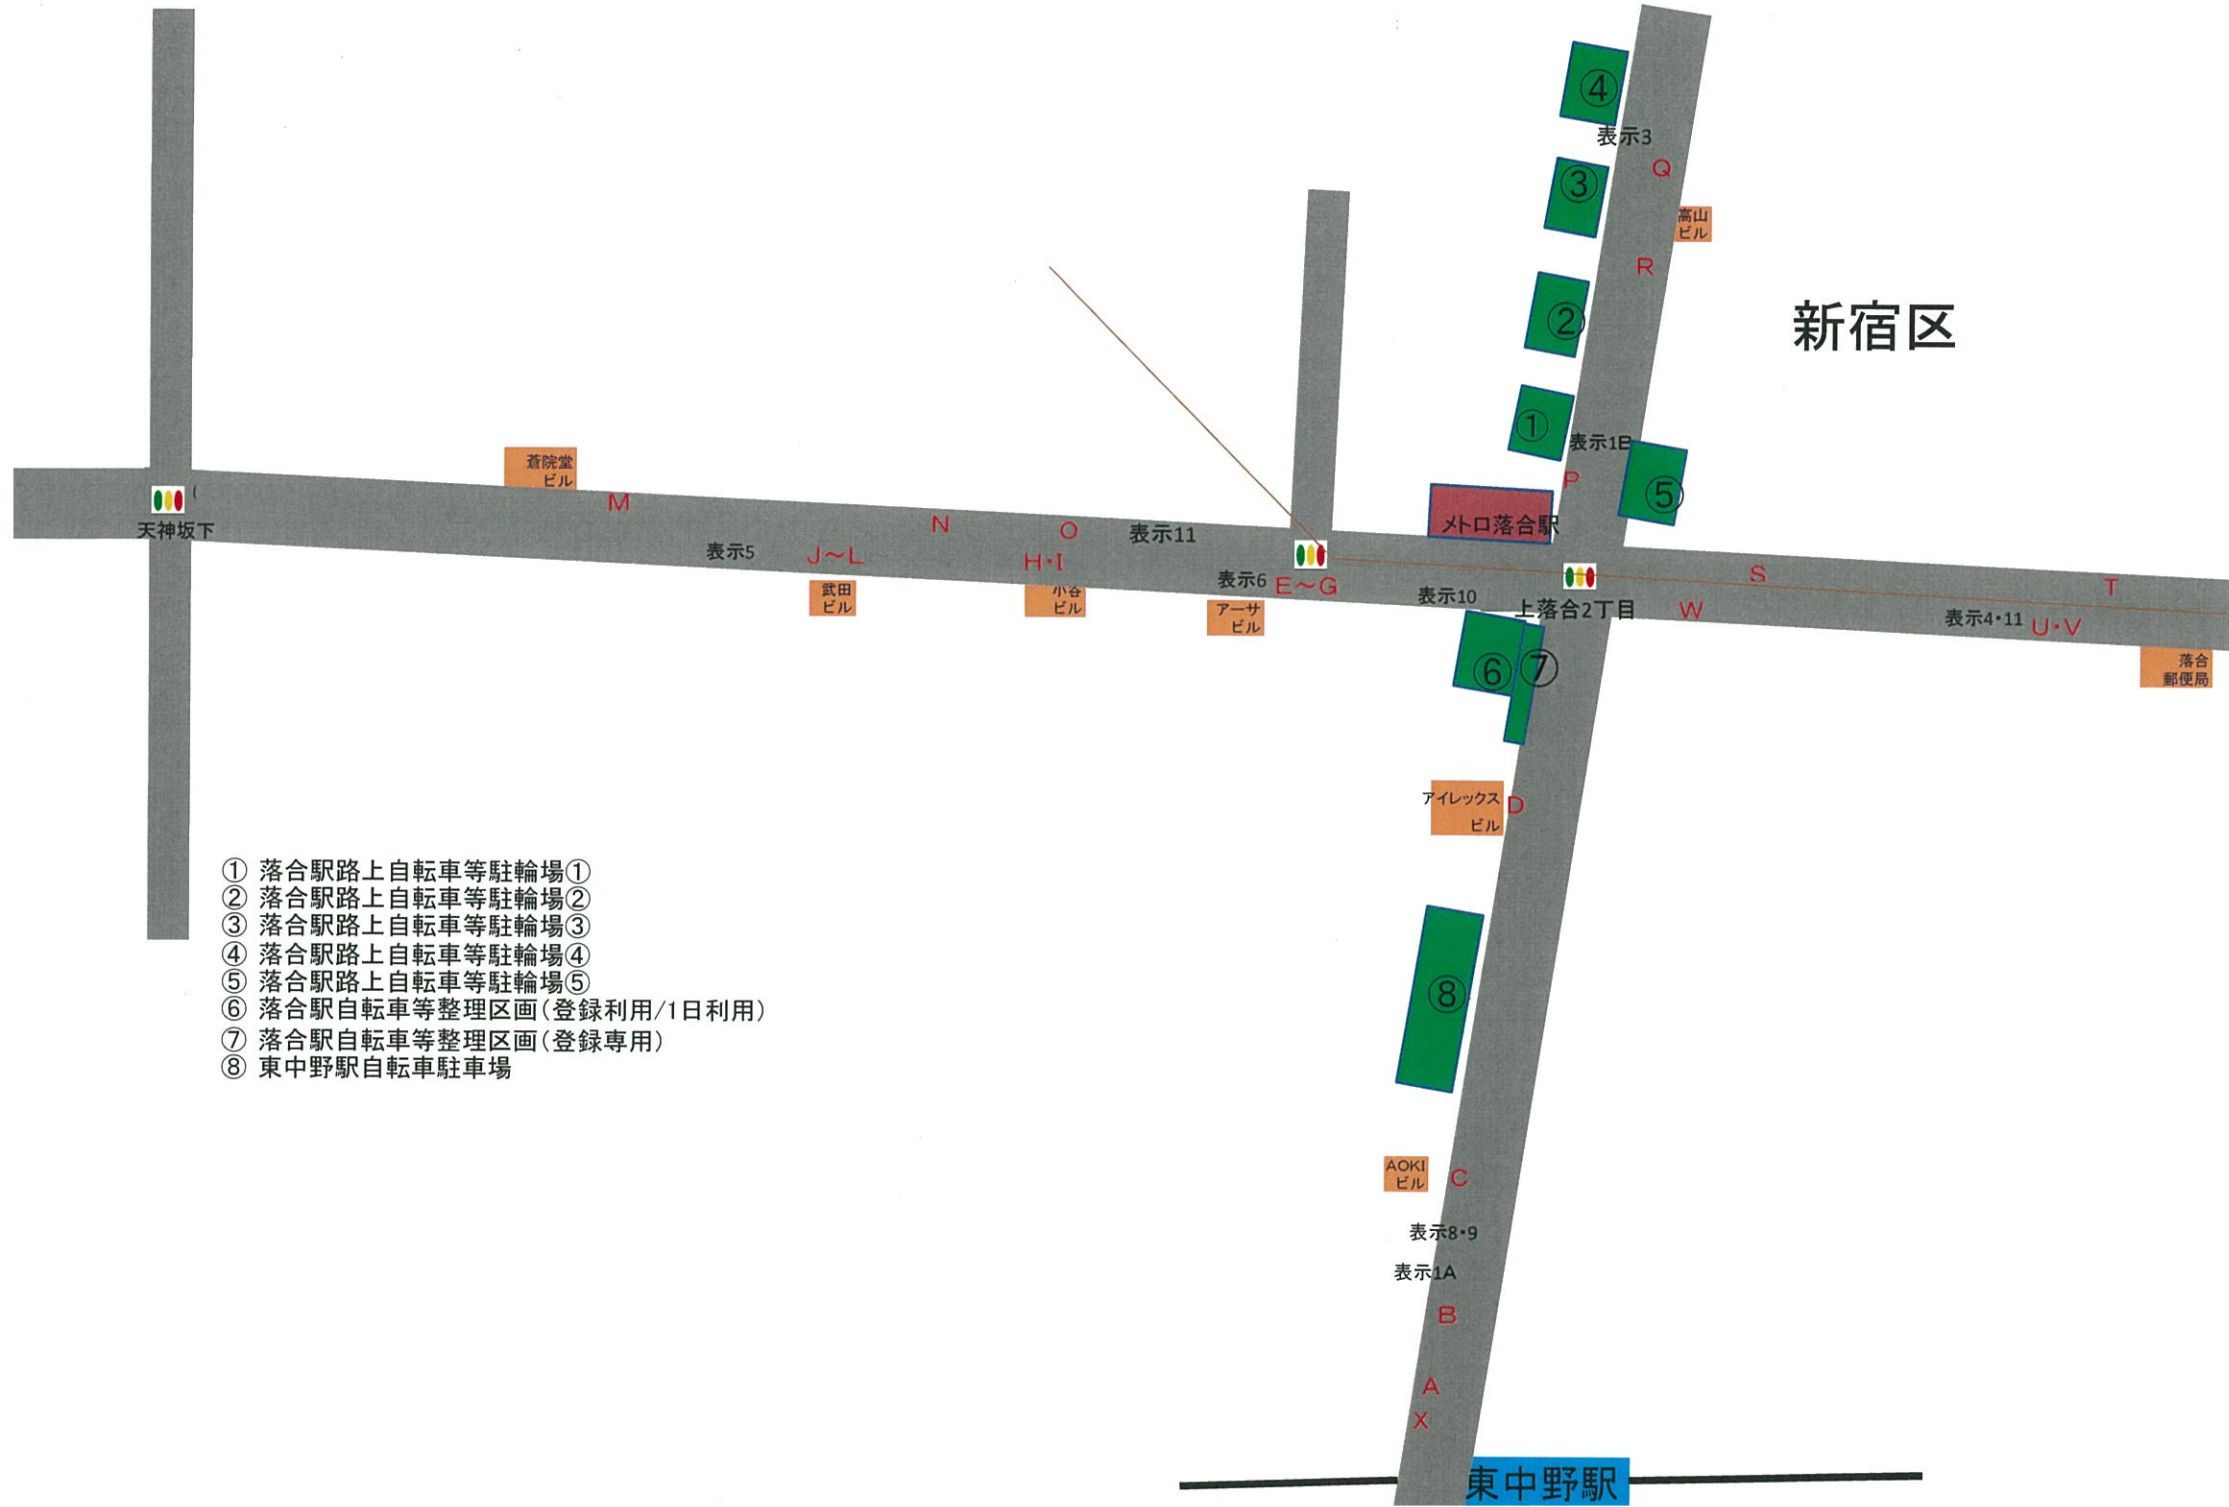 ④
表示3
Q
③
高山
ビル
R
新宿区
②
①
表示1B
P
⑤
蒼院堂
ビル
M
メトロ落合駅
天神坂下
N
O
表示11
表示5
J～L
H・I
表示6
E～G
S
T
武田
ビル
小谷
ビル
アーサ
ビル
表示10
上落合2丁目
W
表示4・11
U・V
落合
郵便局
⑥
⑦
アイレックス
ビル
D
① 落合駅路上自転車等駐輪場①
② 落合駅路上自転車等駐輪場②
③ 落合駅路上自転車等駐輪場③
④ 落合駅路上自転車等駐輪場④
⑤ 落合駅路上自転車等駐輪場⑤
⑥ 落合駅自転車等整理区画(登録利用/1日利用)
⑦ 落合駅自転車等整理区画(登録専用)
⑧ 東中野駅自転車駐車場
⑧
AOKI
ビル
C
表示8・9
表示1A
B
A
X
東中野駅